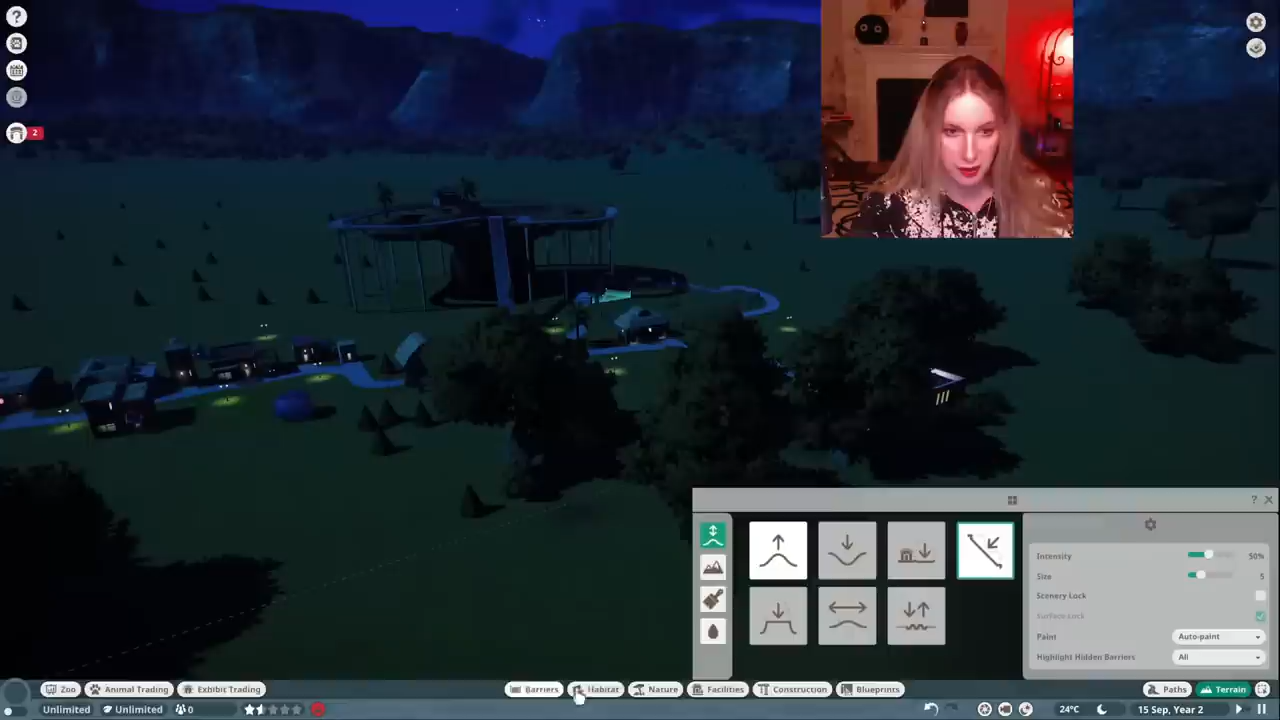 2
?
Intensity 50%
Size 5
Scenery Lock
Surface Lock
Paint Auto-paint
Highlight Hidden Barriers All
Zoo Animal Trading Exhibit Trading Barriers Habitat Nature Facilities Construction Blueprints Paths Terrain
Unlimited Unlimited 0 24°C 15 Sep, Year 2